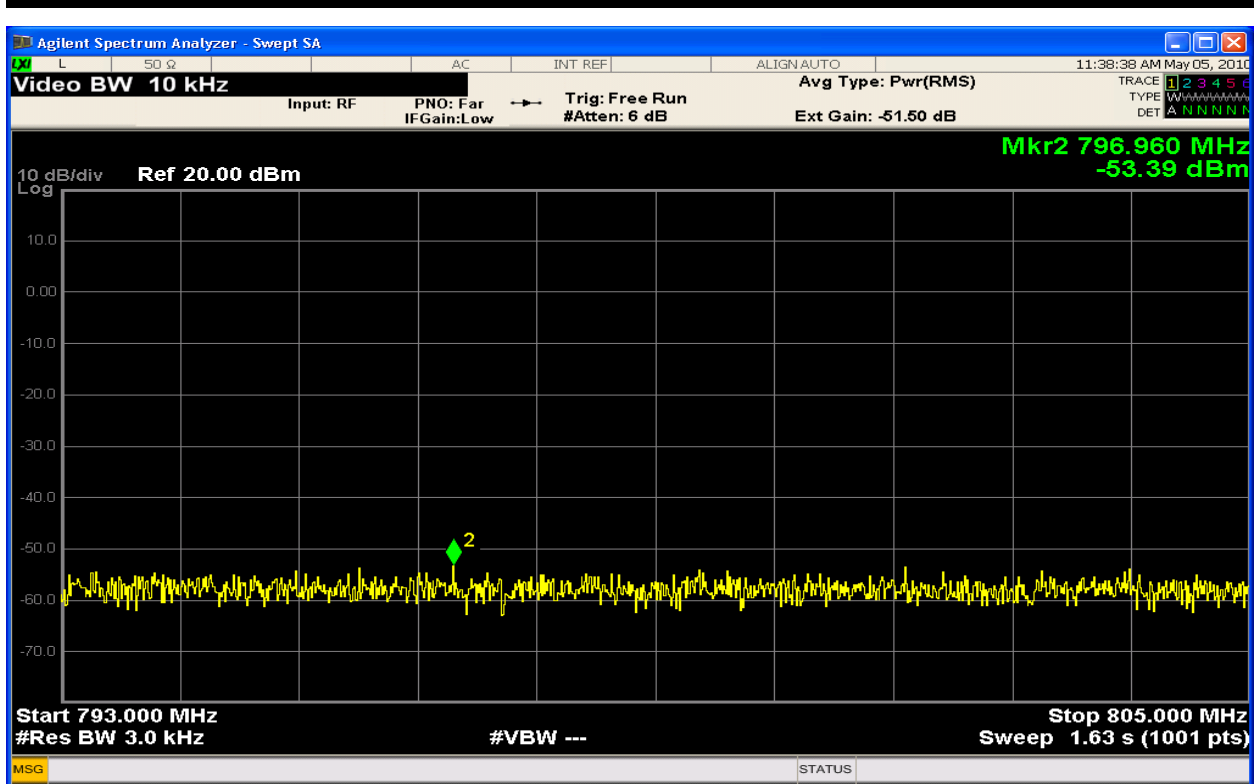 Agilent Spectrum Analyzer - Swept SA
LXI L 50 Ω AC INT REF ALIGN AUTO 11:38:38 AM May 05, 2010
Video BW 10 kHz
Avg Type: Pwr(RMS)
TRACE 1 2 3 4 5 6
Input: RF PNO: Far Trig: Free Run
TYPE W
IFGain:Low #Atten: 6 dB Ext Gain: -51.50 dB
DET A N N N N N
Mkr2 796.960 MHz
-53.39 dBm
10 dB/div Ref 20.00 dBm
Log
10.0
0.00
-10.0
-20.0
-30.0
-40.0
-50.0
2
-60.0
-70.0
Start 793.000 MHz Stop 805.000 MHz
#Res BW 3.0 kHz #VBW --- Sweep 1.63 s (1001 pts)
MSG STATUS